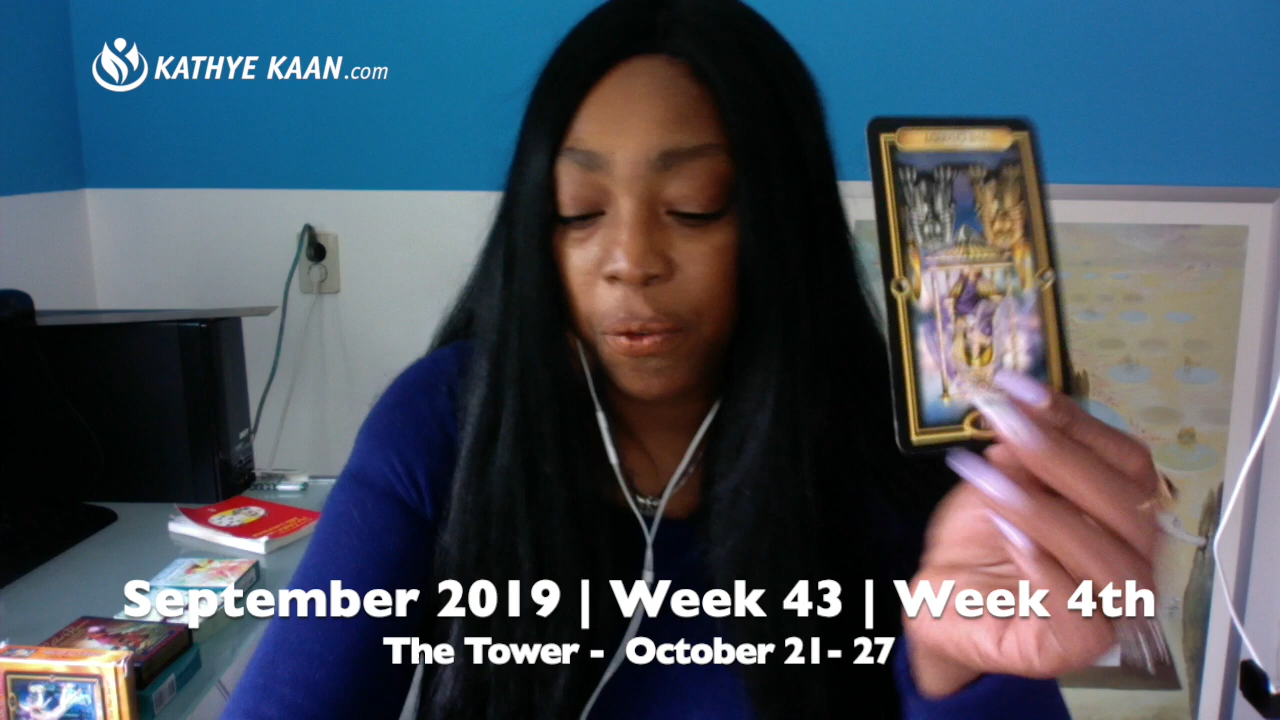 KATHYE KAAN.com
September 2019 | Week 43 | Week 4th
The Tower - October 21- 27